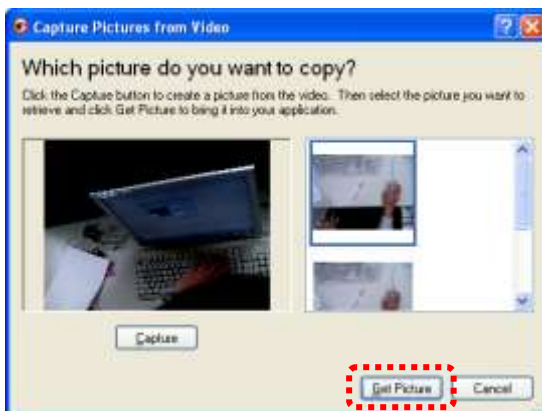 Capture Pictures from Video
Which picture do you want to copy?
Click the Capture button to create a picture from the video. Then select the picture you want to
retrieve and click Get Picture to bring it into your application.
Capture
Get Picture
Cancel